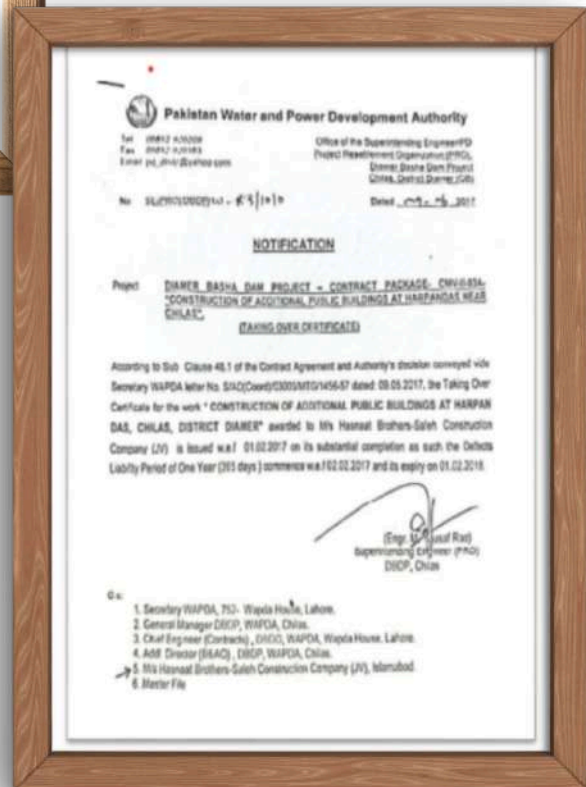 Pakistan Water and Power Development Authority
Tel
Fax
Office of the Superintending Engineer/PD
Project Resettlement Organization (PRO),
Diamer Basha Dam Project
Chilas, District Diamer (GB)
No
Dated 2017
NOTIFICATION
Project DIAMER BASHA DAM PROJECT – CONTRACT PACKAGE-
"CONSTRUCTION OF ADDITIONAL PUBLIC BUILDINGS AT HARPANDAS NEAR
CHILAS".
(TAKING OVER CERTIFICATE)
According to Sub Clause 48.1 of the Contract Agreement and Authority's decision conveyed vide
Secretary WAPDA letter No. dated 09.05.2017, the Taking Over
Certificate for the work " CONSTRUCTION OF ADDITIONAL PUBLIC BUILDINGS AT HARPAN
DAS, CHILAS, DISTRICT DIAMER" awarded to M/s Hasnaat Brothers-Saleh Construction
Company (JV) is issued w.e.f 01.02.2017 on its substantial completion as such the Defects
Liabilty Period of One Year (365 days) commence w.e.f 02.02.2017 and its expiry on 01.02.2018.
(Engr. M.
Superintending Engineer (PRO)
DBDP, Chilas
1. Secretary WAPDA, Wapda House, Lahore.
2. General Manager DBDP, WAPDA, Chilas.
3. Chief Engineer (Contracts), WAPDA, Wapda House, Lahore.
4. Addl. Director DBDP, WAPDA, Chilas.
5. M/s Hasnaat Brothers-Saleh Construction Company (JV), Islamabad.
6. Master File